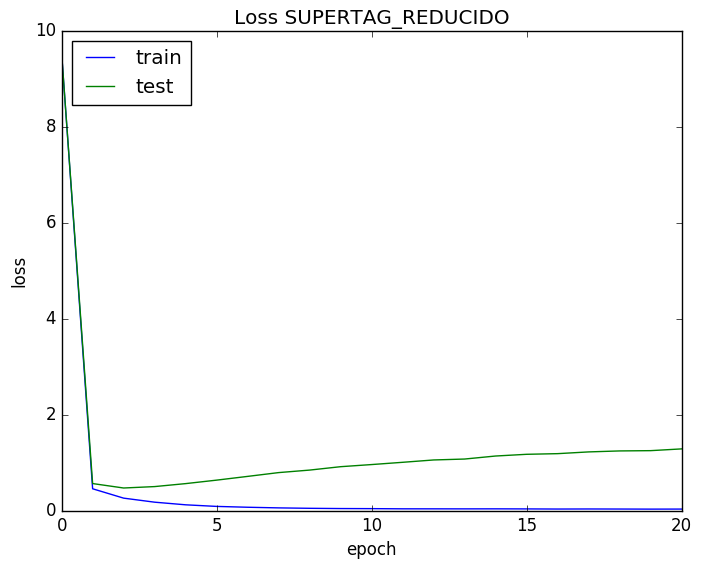 Loss SUPERTAG_REDUCIDO
10
train
test
8
6
loss
4
2
0
0 5 10 15 20
epoch